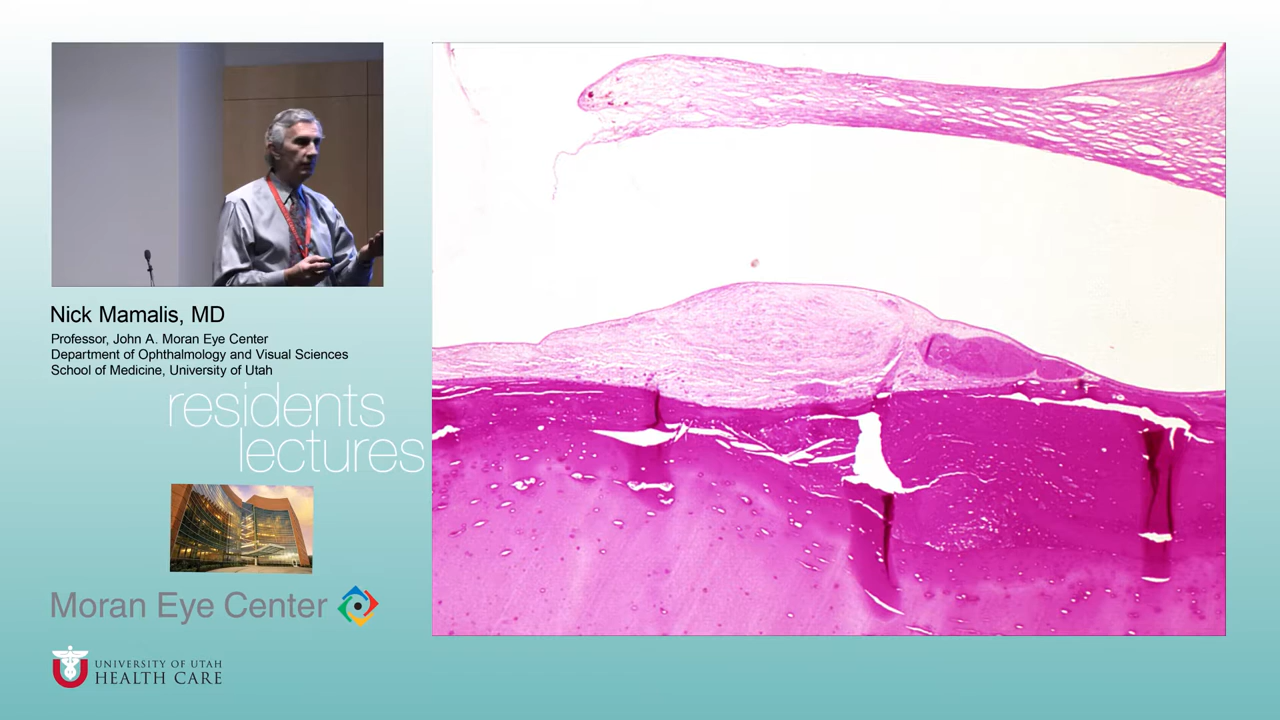 Nick Mamalis, MD
Professor, John A. Moran Eye Center
Department of Ophthalmology and Visual Sciences
School of Medicine, University of Utah
residents
lectures
Moran Eye Center
UNIVERSITY OF UTAH
HEALTH CARE